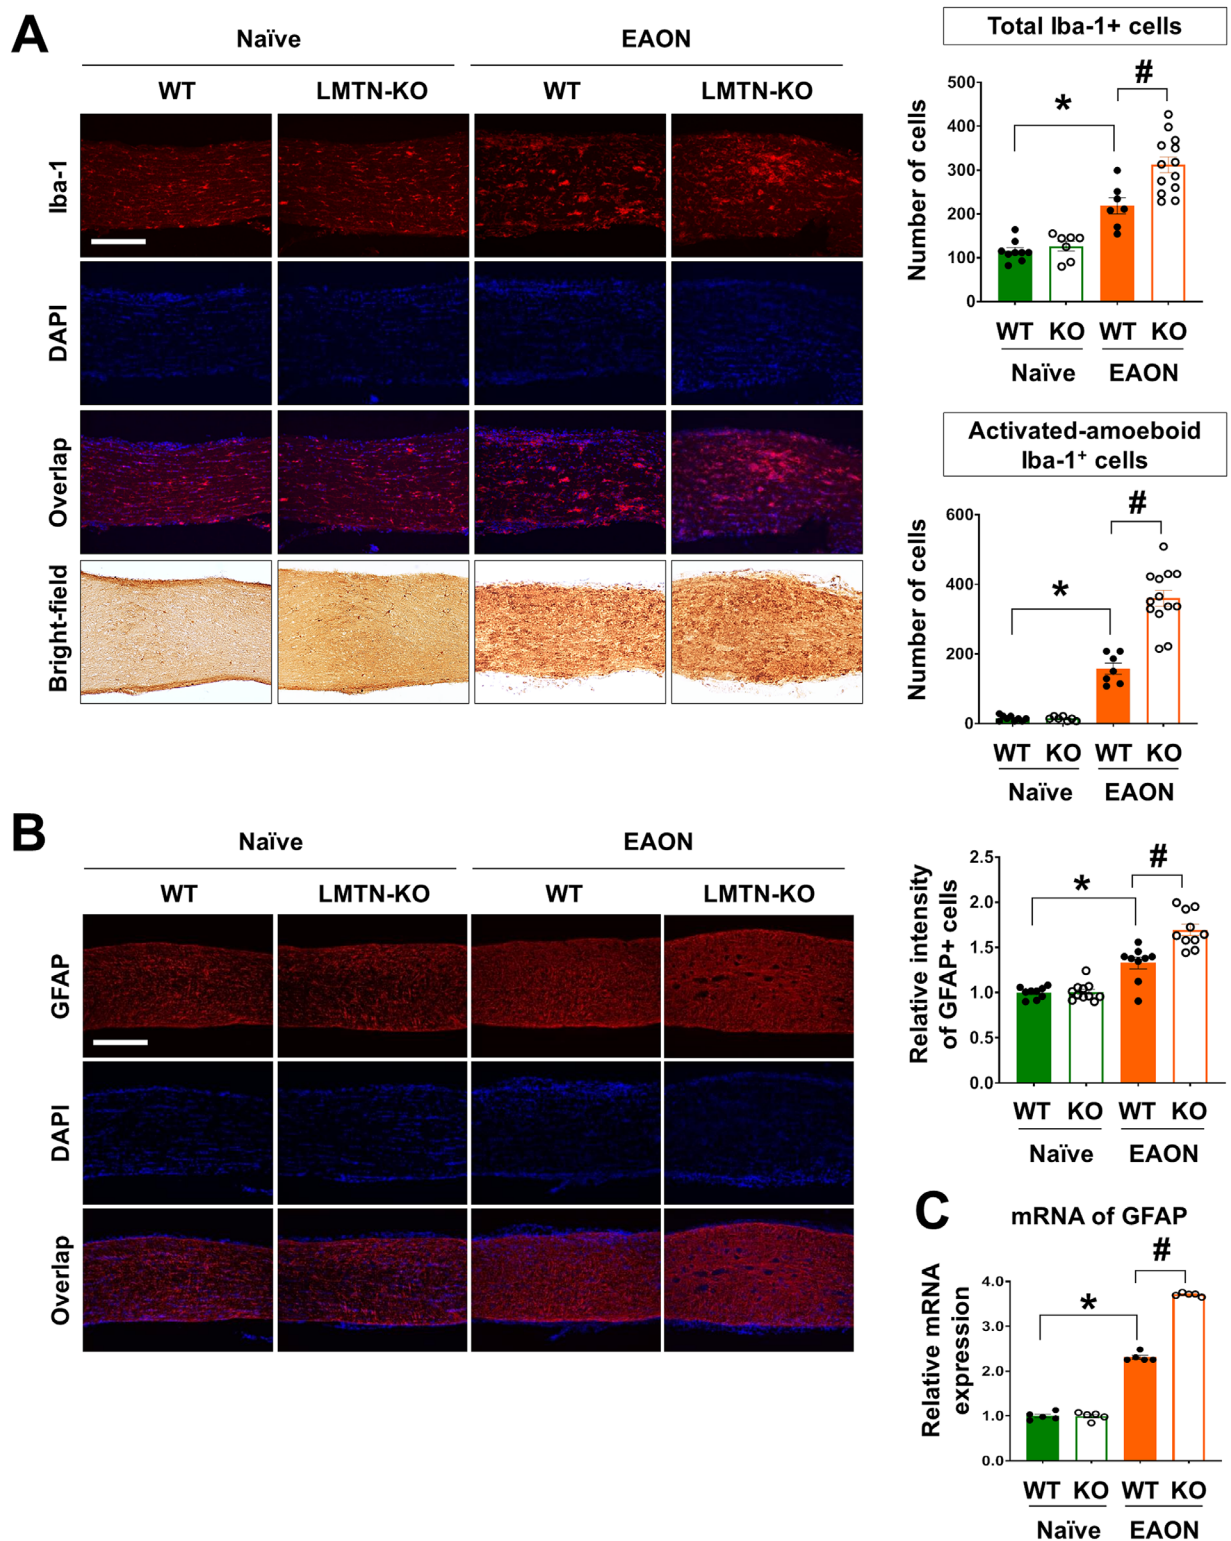 A
Naïve
EAON
WT
LMTN-KO
WT
LMTN-KO
Iba-1
DAPI
Overlap
Bright-field
Total Iba-1+ cells
Number of cells
500
400
300
200
100
0
*
#
WT
KO
WT
KO
Naïve
EAON
Activated-amoeboid
Iba-1⁺ cells
Number of cells
600
400
200
0
*
#
WT
KO
WT
KO
Naïve
EAON
B
Naïve
EAON
WT
LMTN-KO
WT
LMTN-KO
GFAP
DAPI
Overlap
Relative intensity
of GFAP+ cells
2.5
2.0
1.5
1.0
0.5
0.0
*
#
WT
KO
WT
KO
Naïve
EAON
C
mRNA of GFAP
Relative mRNA
expression
4.0
3.0
2.0
1.0
0.0
*
#
WT
KO
WT
KO
Naïve
EAON